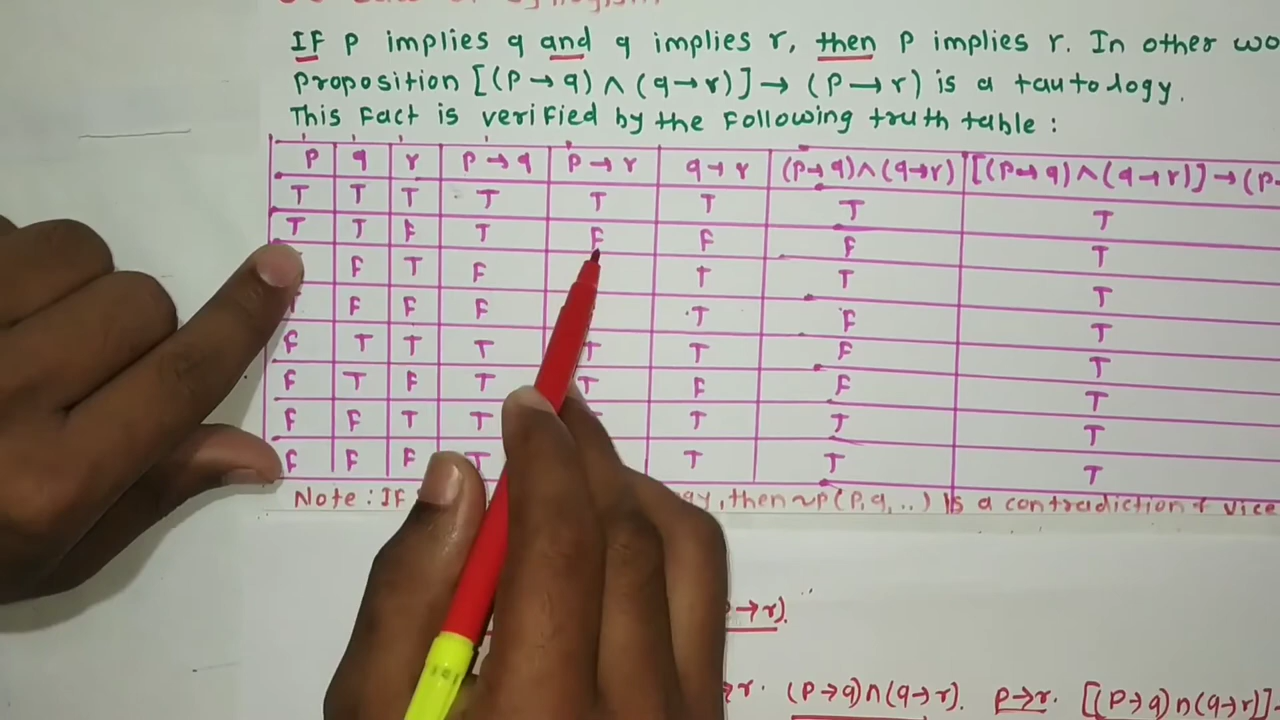 IF P implies q and q implies r, then P implies r. In other wo
Proposition [(P→q) ∧ (q→r)] → (P→r) is a tautology.
This Fact is verified by the following truth table :
P q r P→q P→r q→r (P→q)∧(q→r) [(P→q)∧(q→r)]→(P-
T T T T T T T T
T T F T F F F T
F T F T T T
F F F T F T
F T T T T T F T
F T F T T F F T
F F T T T T T
F F F T T T T
Note: IF gy, then ~p(P,q,..) is a contradiction & vice
P→r).
r. (P→q)∩(q→r). P→r. [(P→q)∩(q→r)]-